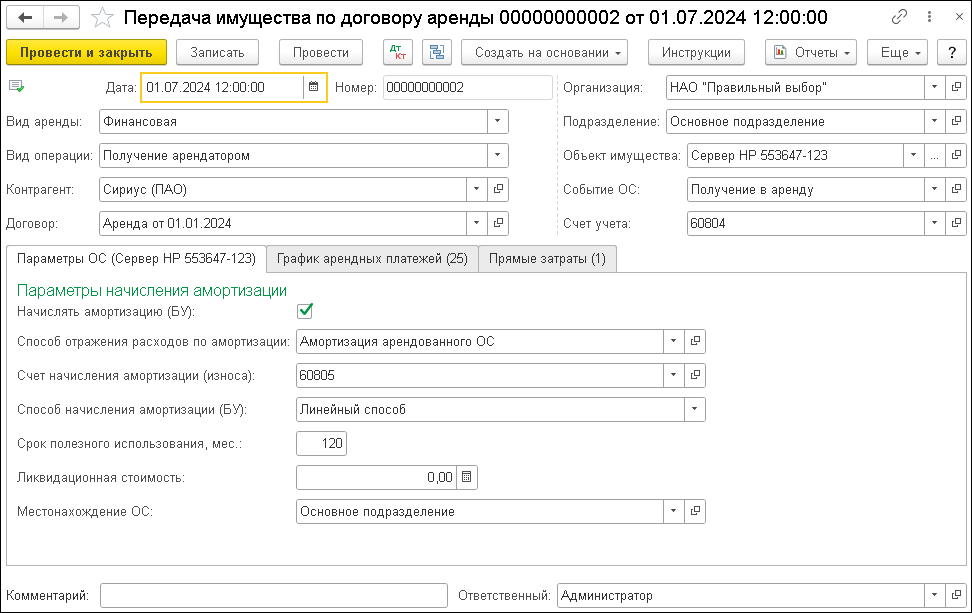 Передача имущества по договору аренды 00000000002 от 01.07.2024 12:00:00
Провести и закрыть Записать Провести Дт Кт Создать на основании Инструкции Отчеты Еще ?
Дата: 01.07.2024 12:00:00 Номер: 00000000002 Организация: НАО "Правильный выбор"
Вид аренды: Финансовая Подразделение: Основное подразделение
Вид операции: Получение арендатором Объект имущества: Сервер HP 553647-123 ...
Контрагент: Сириус (ПАО) Событие ОС: Получение в аренду
Договор: Аренда от 01.01.2024 Счет учета: 60804
Параметры ОС (Сервер HP 553647-123) График арендных платежей (25) Прямые затраты (1)
Параметры начисления амортизации
Начислять амортизацию (БУ):
Способ отражения расходов по амортизации: Амортизация арендованного ОС
Счет начисления амортизации (износа): 60805
Способ начисления амортизации (БУ): Линейный способ
Срок полезного использования, мес.: 120
Ликвидационная стоимость: 0,00
Местонахождение ОС: Основное подразделение
Комментарий: Ответственный: Администратор